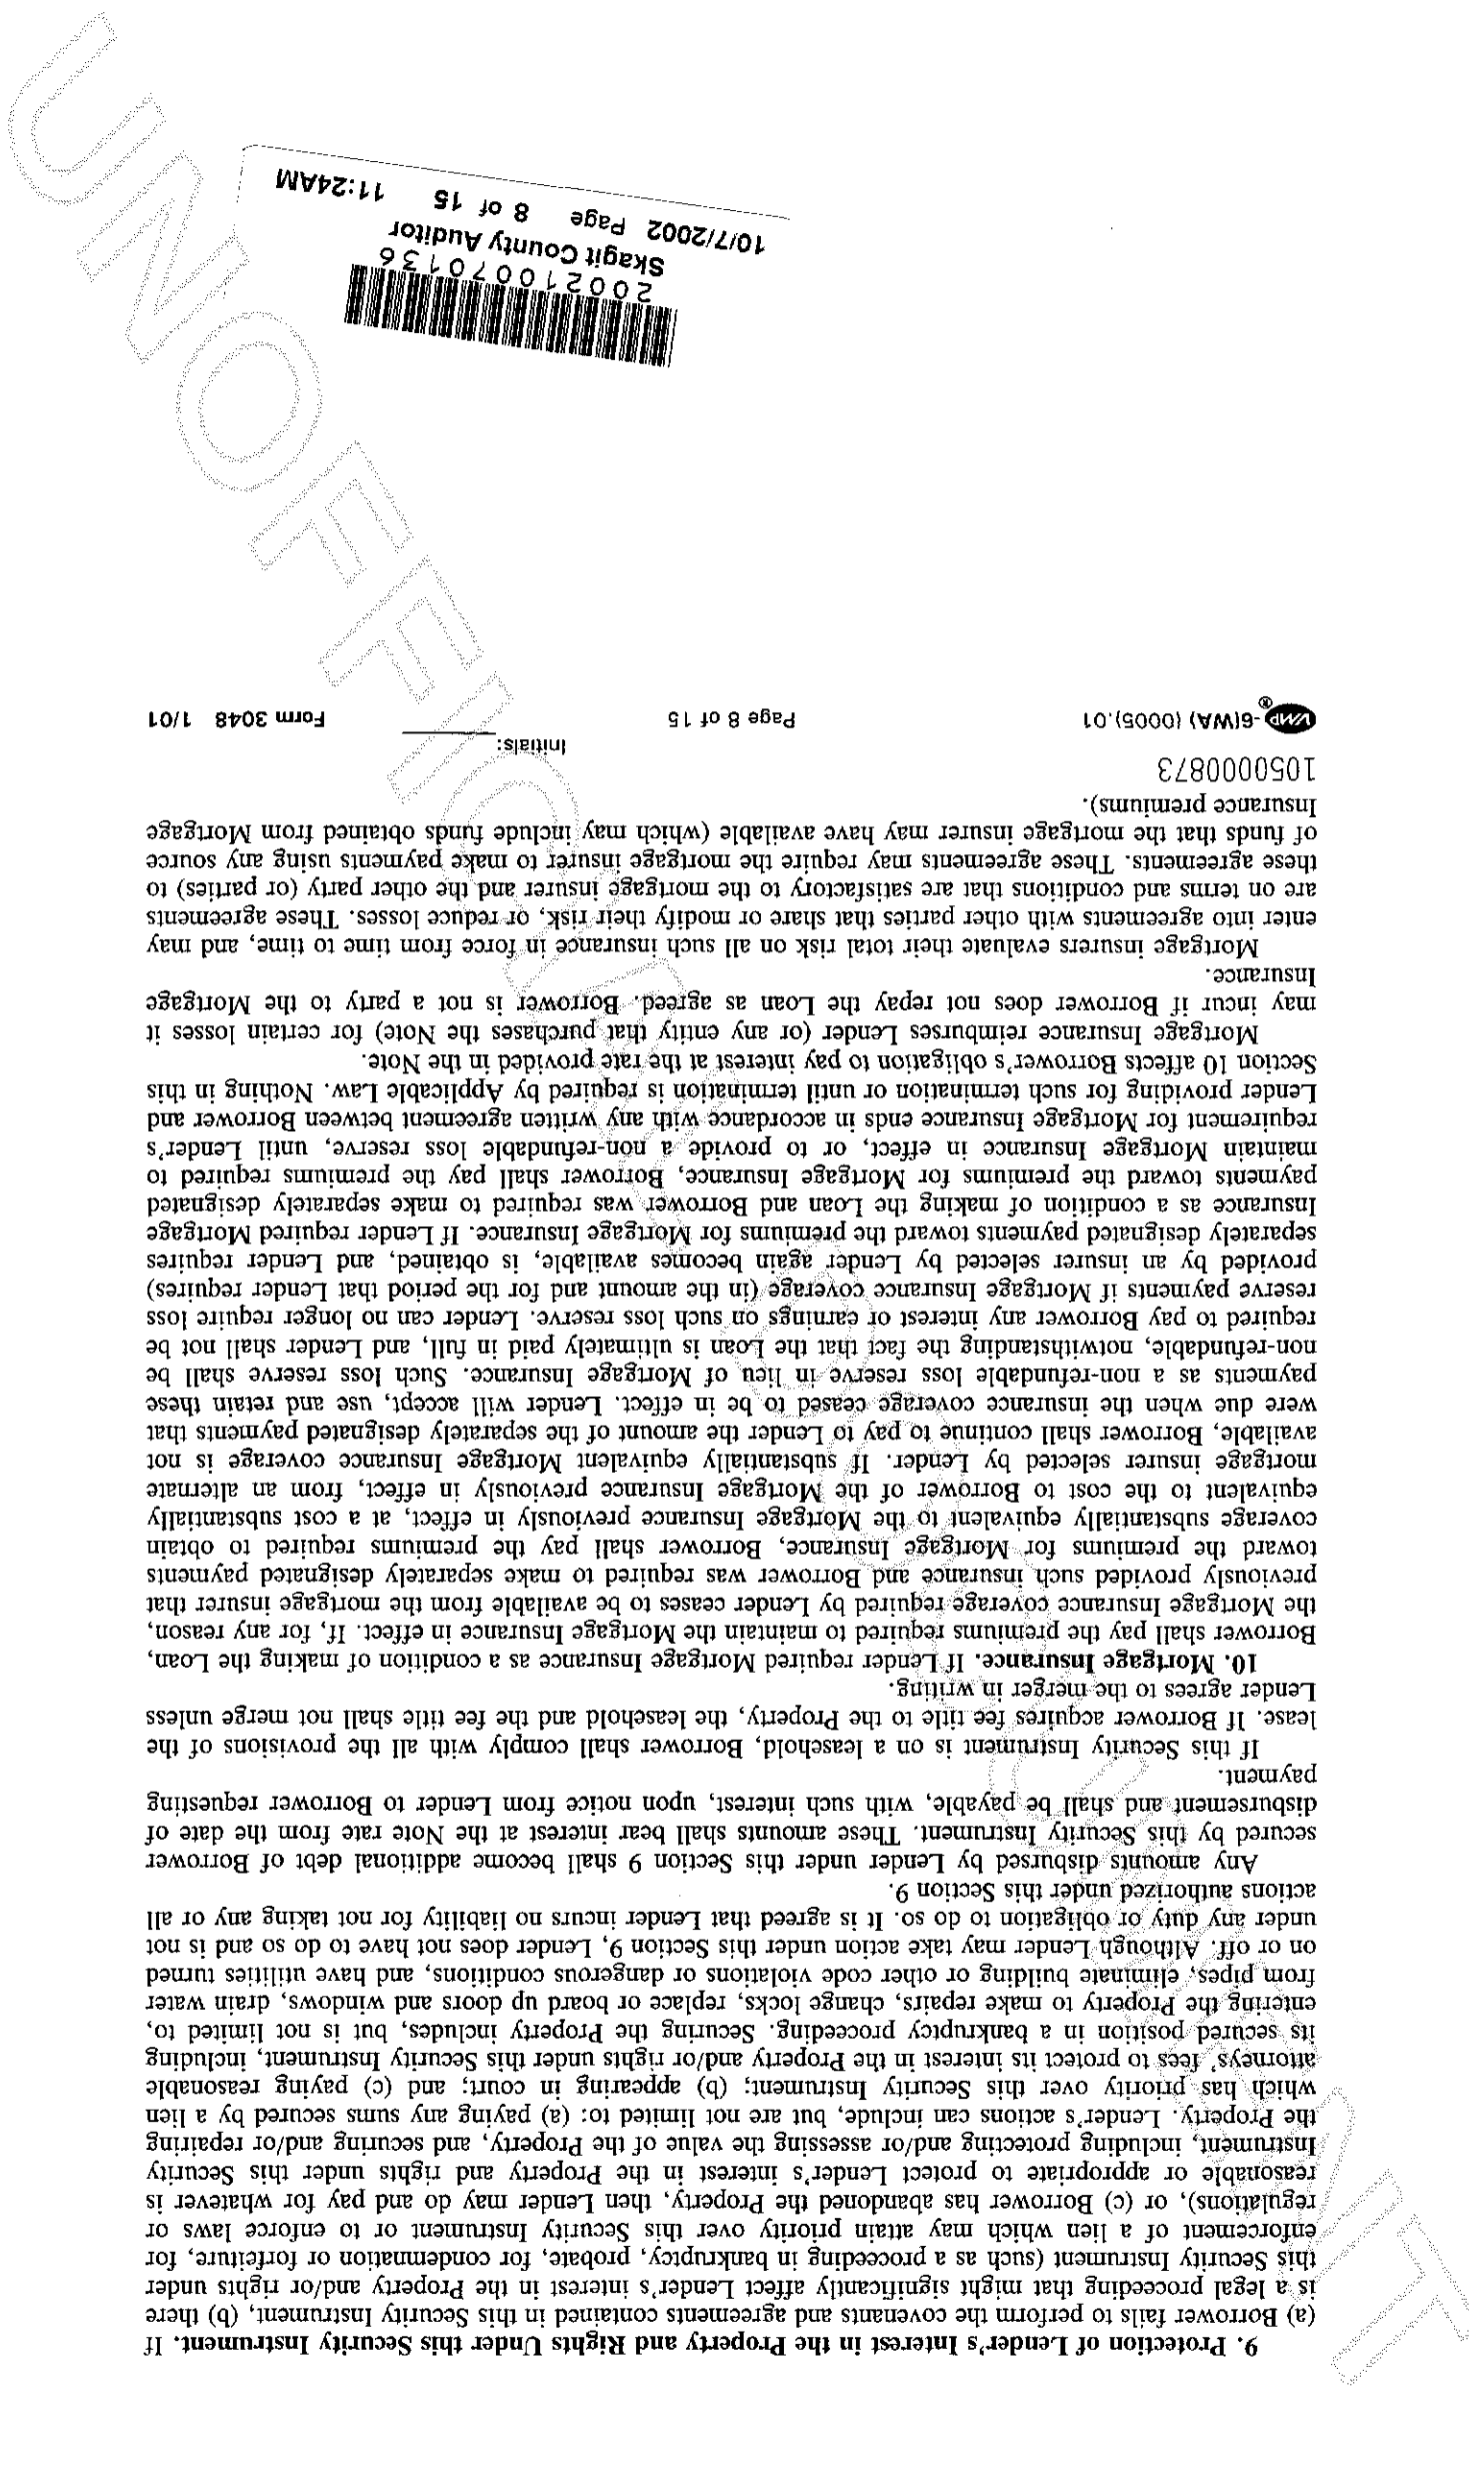 9. Protection of Lender's Interest in the Property and Rights Under this Security Instrument. If
(a) Borrower fails to perform the covenants and agreements contained in this Security Instrument, (b) there
is a legal proceeding that might significantly affect Lender's interest in the Property and/or rights under
this Security Instrument (such as a proceeding in bankruptcy, probate, for condemnation or forfeiture, for
enforcement of a lien which may attain priority over this Security Instrument or to enforce laws or
regulations), or (c) Borrower has abandoned the Property, then Lender may do and pay for whatever is
reasonable or appropriate to protect Lender's interest in the Property and rights under this Security
Instrument, including protecting and/or assessing the value of the Property, and securing and/or repairing
the Property. Lender's actions can include, but are not limited to: (a) paying any sums secured by a lien
which has priority over this Security Instrument; (b) appearing in court; and (c) paying reasonable
attorneys' fees to protect its interest in the Property and/or rights under this Security Instrument, including
its secured position in a bankruptcy proceeding. Securing the Property includes, but is not limited to,
entering the Property to make repairs, change locks, replace or board up doors and windows, drain water
from pipes, eliminate building or other code violations or dangerous conditions, and have utilities turned
on or off. Although Lender may take action under this Section 9, Lender does not have to do so and is not
under any duty or obligation to do so. It is agreed that Lender incurs no liability for not taking any or all
actions authorized under this Section 9.
Any amounts disbursed by Lender under this Section 9 shall become additional debt of Borrower
secured by this Security Instrument. These amounts shall bear interest at the Note rate from the date of
disbursement and shall be payable, with such interest, upon notice from Lender to Borrower requesting
payment.
If this Security Instrument is on a leasehold, Borrower shall comply with all the provisions of the
lease. If Borrower acquires fee title to the Property, the leasehold and the fee title shall not merge unless
Lender agrees to the merger in writing.
10. Mortgage Insurance. If Lender required Mortgage Insurance as a condition of making the Loan,
Borrower shall pay the premiums required to maintain the Mortgage Insurance in effect. If, for any reason,
the Mortgage Insurance coverage required by Lender ceases to be available from the mortgage insurer that
previously provided such insurance and Borrower was required to make separately designated payments
toward the premiums for Mortgage Insurance, Borrower shall pay the premiums required to obtain
coverage substantially equivalent to the Mortgage Insurance previously in effect, at a cost substantially
equivalent to the cost to Borrower of the Mortgage Insurance previously in effect, from an alternate
mortgage insurer selected by Lender. If substantially equivalent Mortgage Insurance coverage is not
available, Borrower shall continue to pay to Lender the amount of the separately designated payments that
were due when the insurance coverage ceased to be in effect. Lender will accept, use and retain these
payments as a non-refundable loss reserve in lieu of Mortgage Insurance. Such loss reserve shall be
non-refundable, notwithstanding the fact that the Loan is ultimately paid in full, and Lender shall not be
required to pay Borrower any interest or earnings on such loss reserve. Lender can no longer require loss
reserve payments if Mortgage Insurance coverage (in the amount and for the period that Lender requires)
provided by an insurer selected by Lender again becomes available, is obtained, and Lender requires
separately designated payments toward the premiums for Mortgage Insurance. If Lender required Mortgage
Insurance as a condition of making the Loan and Borrower was required to make separately designated
payments toward the premiums for Mortgage Insurance, Borrower shall pay the premiums required to
maintain Mortgage Insurance in effect, or to provide a non-refundable loss reserve, until Lender's
requirement for Mortgage Insurance ends in accordance with any written agreement between Borrower and
Lender providing for such termination or until termination is required by Applicable Law. Nothing in this
Section 10 affects Borrower's obligation to pay interest at the rate provided in the Note.
Mortgage Insurance reimburses Lender (or any entity that purchases the Note) for certain losses it
may incur if Borrower does not repay the Loan as agreed. Borrower is not a party to the Mortgage
Insurance.
Mortgage insurers evaluate their total risk on all such insurance in force from time to time, and may
enter into agreements with other parties that share or modify their risk, or reduce losses. These agreements
are on terms and conditions that are satisfactory to the mortgage insurer and the other party (or parties) to
these agreements. These agreements may require the mortgage insurer to make payments using any source
of funds that the mortgage insurer may have available (which may include funds obtained from Mortgage
Insurance premiums).
1050000873
Initials:
VMP®-6(WA) (0005).01 Page 8 of 15 Form 3048 1/01
200210070136
Skagit County Auditor
10/7/2002 Page 8 of 15 11:24AM
UNOFFICIAL DOCUMENT